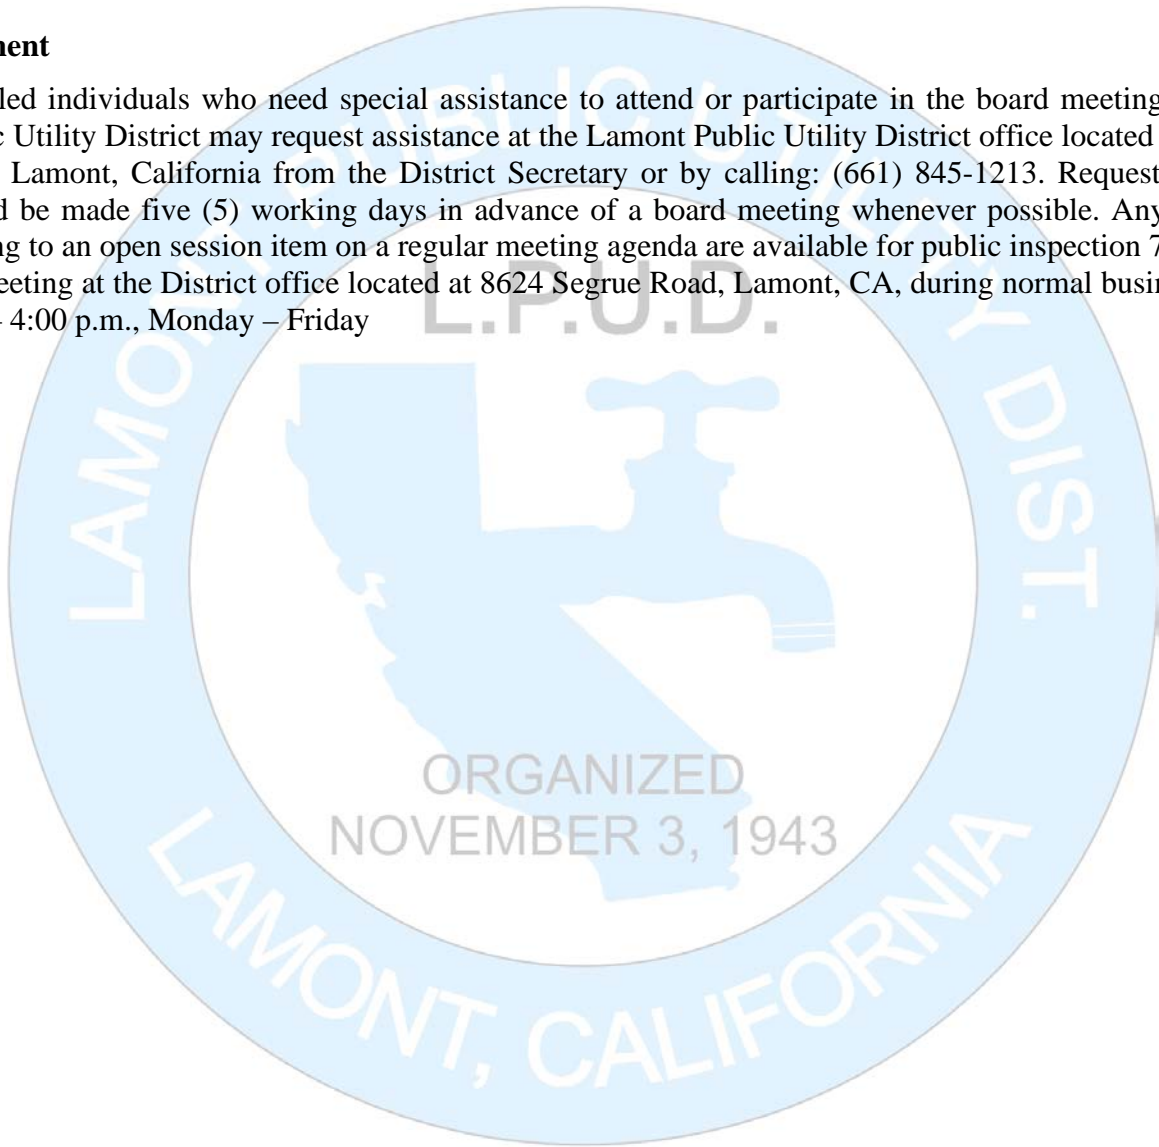 nent
led individuals who need special assistance to attend or participate in the board meeting
c Utility District may request assistance at the Lamont Public Utility District office located
Lamont, California from the District Secretary or by calling: (661) 845-1213. Request
d be made five (5) working days in advance of a board meeting whenever possible. Any
ng to an open session item on a regular meeting agenda are available for public inspection 7
eeting at the District office located at 8624 Segrue Road, Lamont, CA, during normal busin
– 4:00 p.m., Monday – Friday
LAMONT PUBLIC UTILITY DIST.
L.P.U.D.
ORGANIZED
NOVEMBER 3, 1943
LAMONT, CALIFORNIA